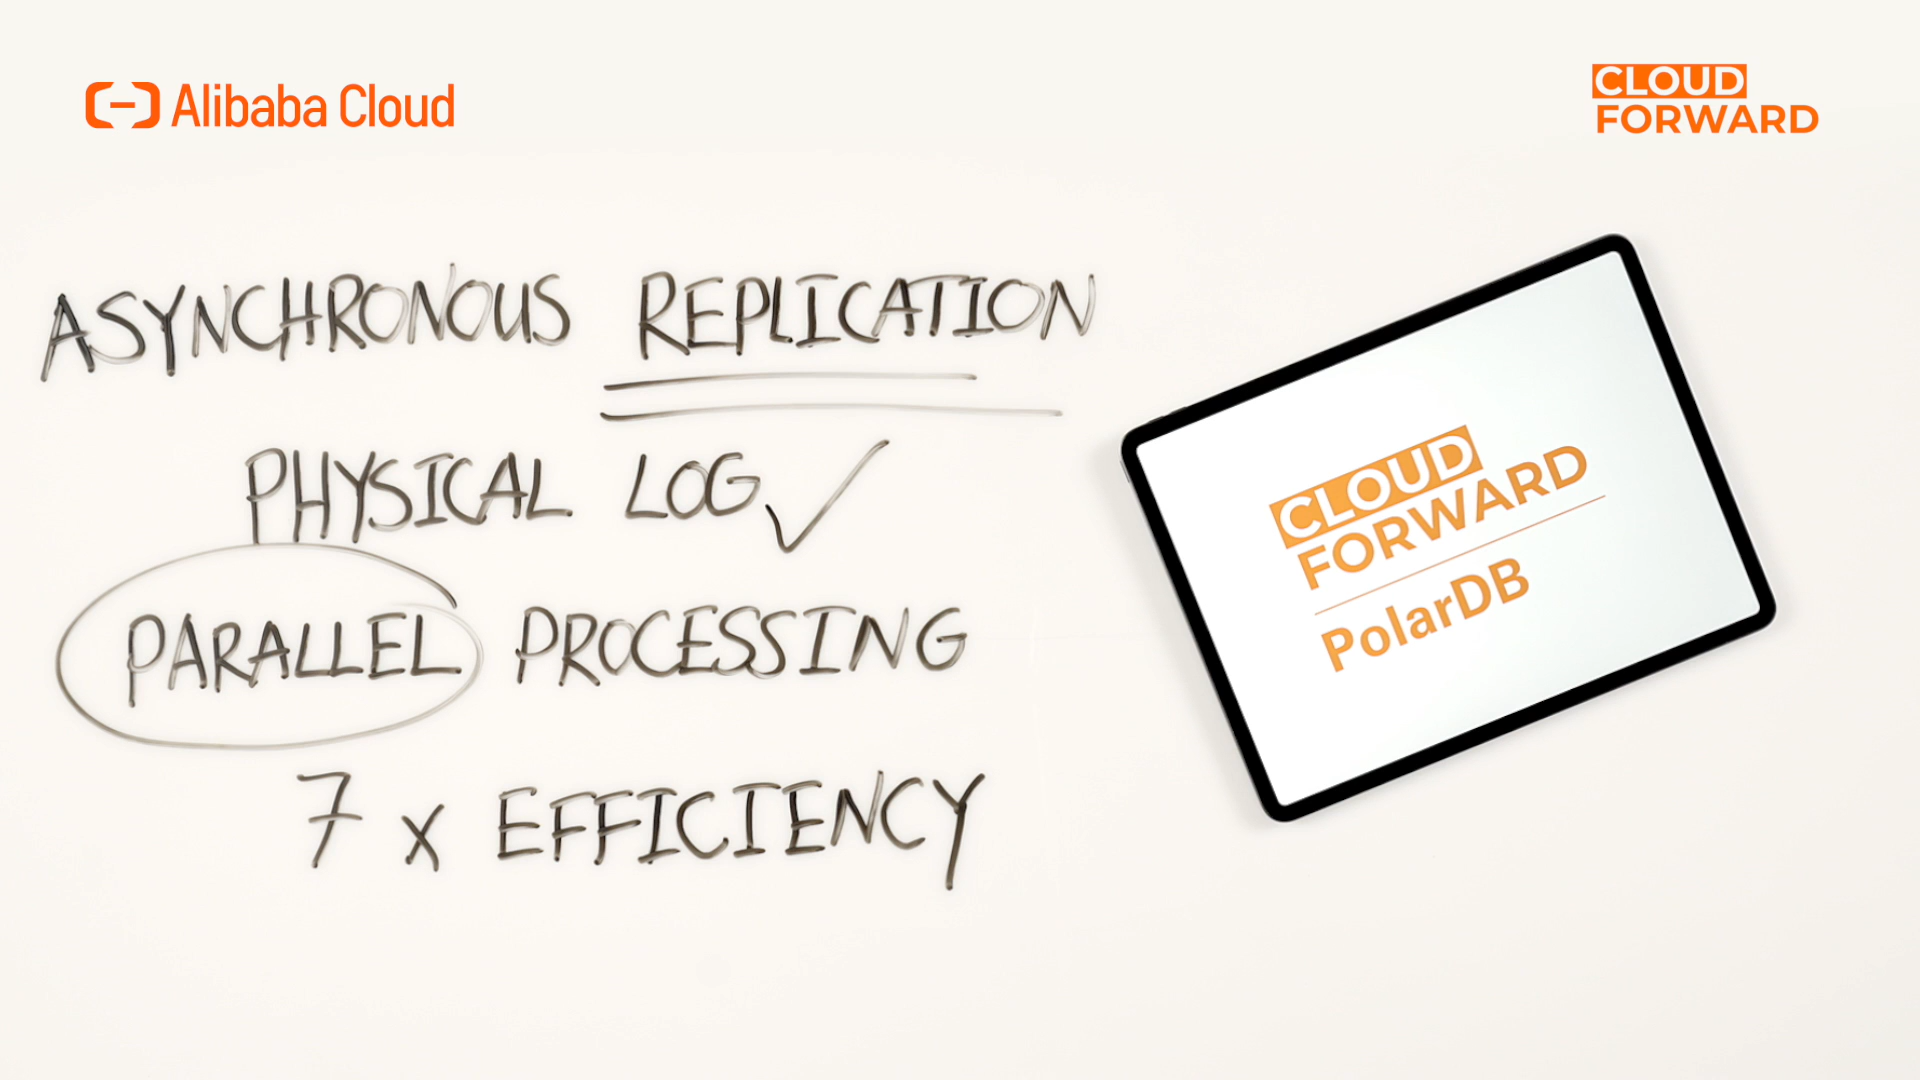 Alibaba Cloud
CLOUD
FORWARD
ASYNCHRONOUS REPLICATION
PHYSICAL LOG
PARALLEL PROCESSING
7 x EFFICIENCY
CLOUD
FORWARD
PolarDB